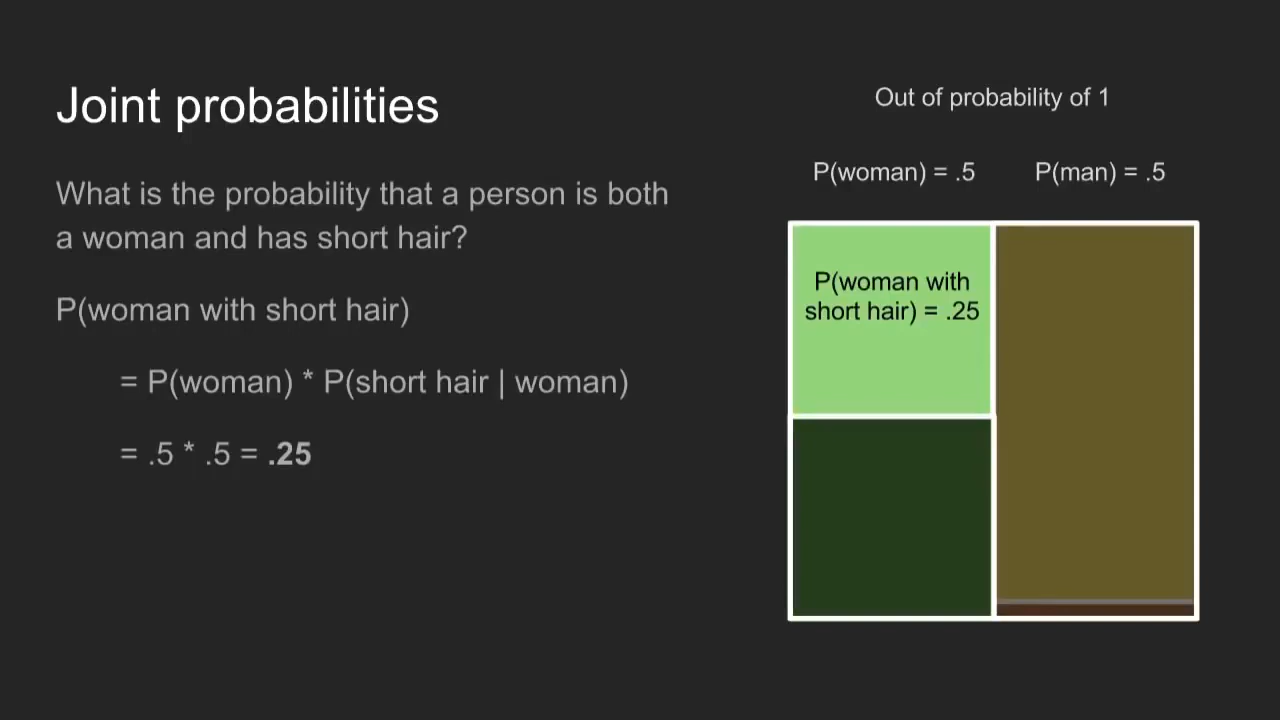 Joint probabilities
What is the probability that a person is both
a woman and has short hair?
P(woman with short hair)
= P(woman) * P(short hair | woman)
= .5 * .5 = .25
Out of probability of 1
P(woman) = .5
P(man) = .5
P(woman with
short hair) = .25